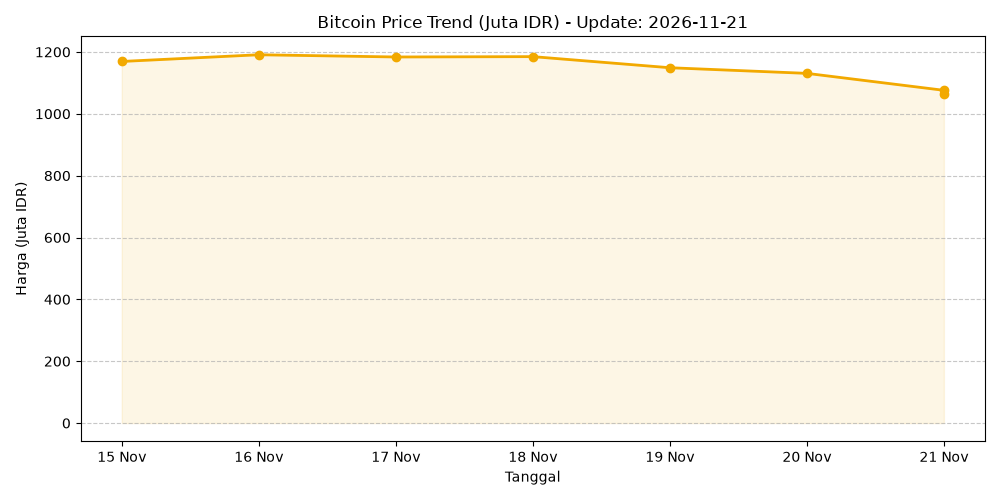 Bitcoin Price Trend (Juta IDR) - Update: 2026-11-21
1200
1000
800
600
400
200
0
Harga (Juta IDR)
15 Nov 16 Nov 17 Nov 18 Nov 19 Nov 20 Nov 21 Nov
Tanggal